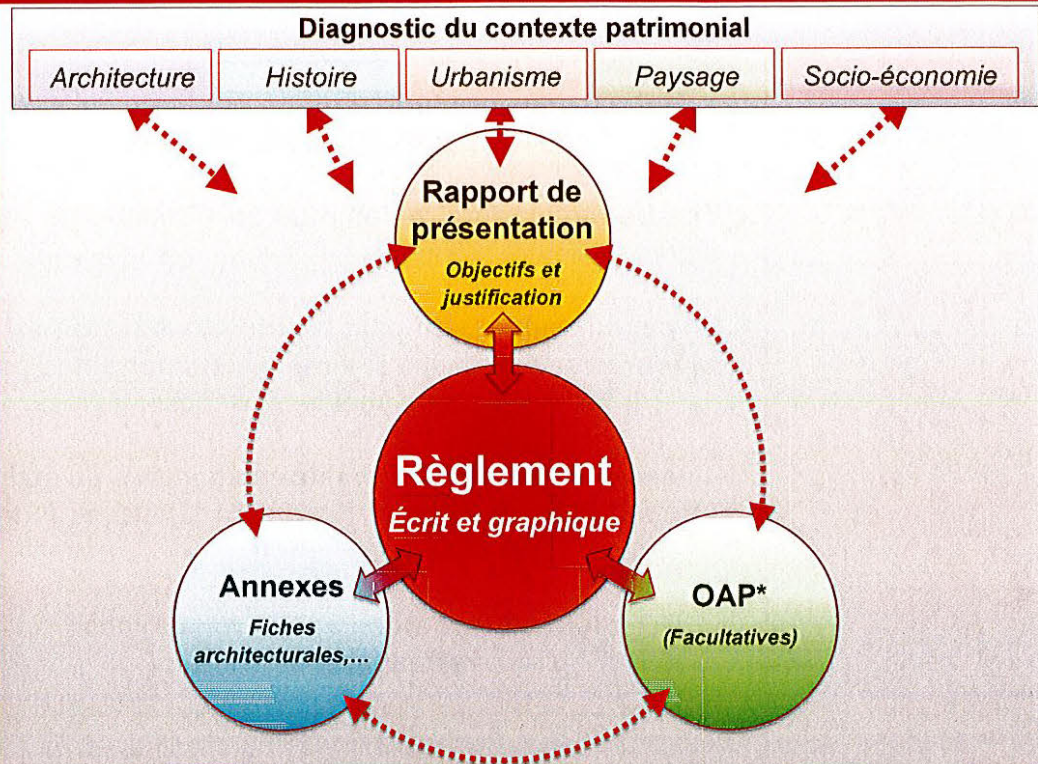 Diagnostic du contexte patrimonial
Architecture
Histoire
Urbanisme
Paysage
Socio-économie
Rapport de
présentation
Objectifs et
justification
Règlement
Écrit et graphique
Annexes
Fiches
architecturales,...
OAP*
(Facultatives)